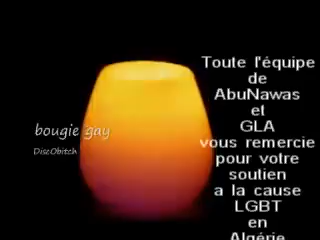 bougie gay
DiscObitch
Toute l'équipe
de
AbuNawas
et
GLA
vous remercie
pour votre
soutien
a la cause
LGBT
en
Algérie